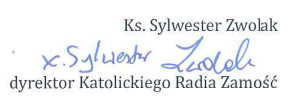 Ks. Sylwester Zwolak
x. Sylwester Zwolak
dyrektor Katolickiego Radia Zamość